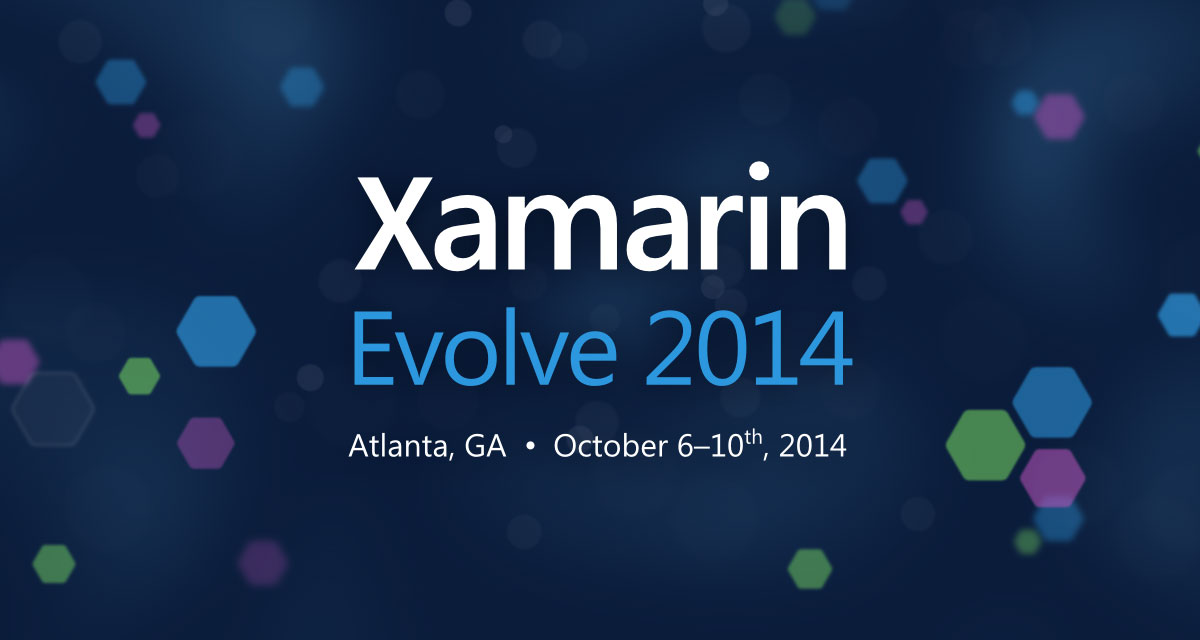 Xamarin
Evolve 2014
Atlanta, GA • October 6–10th, 2014